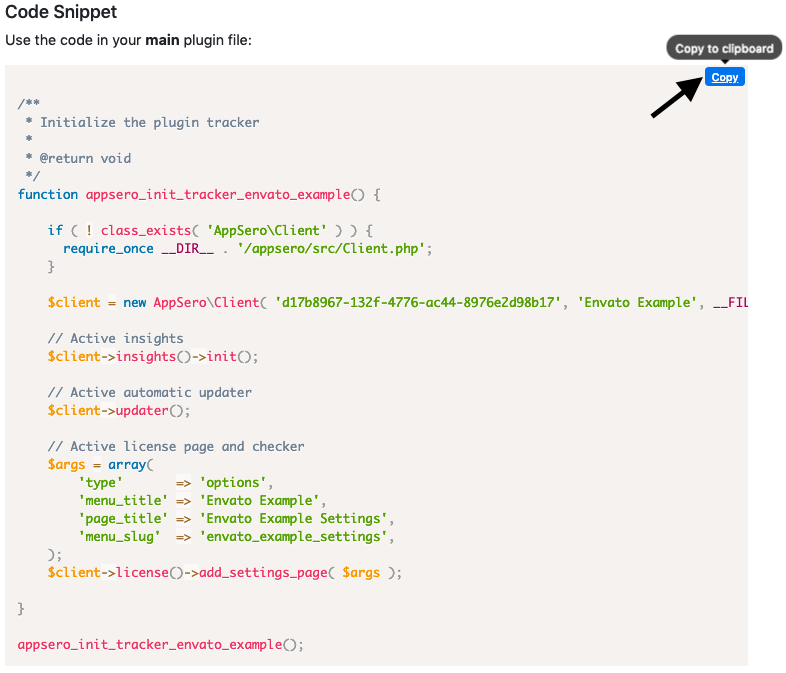 Code Snippet
Use the code in your main plugin file:
Copy to clipboard
Copy
/**
 * Initialize the plugin tracker
 *
 * @return void
 */
function appsero_init_tracker_envato_example() {
    if ( ! class_exists( 'AppSero\Client' ) ) {
      require_once __DIR__ . '/appsero/src/Client.php';
    }
    $client = new AppSero\Client( 'd17b8967-132f-4776-ac44-8976e2d98b17', 'Envato Example', __FIL
    // Active insights
    $client->insights()->init();
    // Active automatic updater
    $client->updater();
    // Active license page and checker
    $args = array(
        'type'       => 'options',
        'menu_title' => 'Envato Example',
        'page_title' => 'Envato Example Settings',
        'menu_slug'  => 'envato_example_settings',
    );
    $client->license()->add_settings_page( $args );
}
appsero_init_tracker_envato_example();